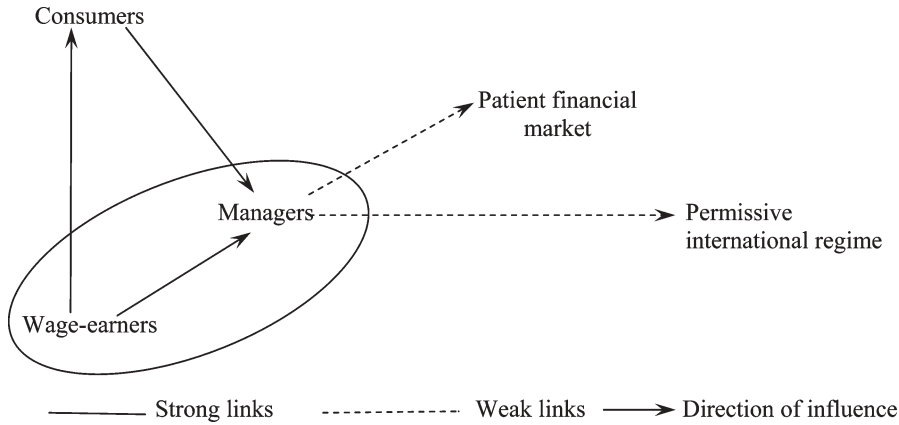 Consumers
Patient financial
market
Managers
Permissive
international regime
Wage-earners
Strong links
Weak links
Direction of influence